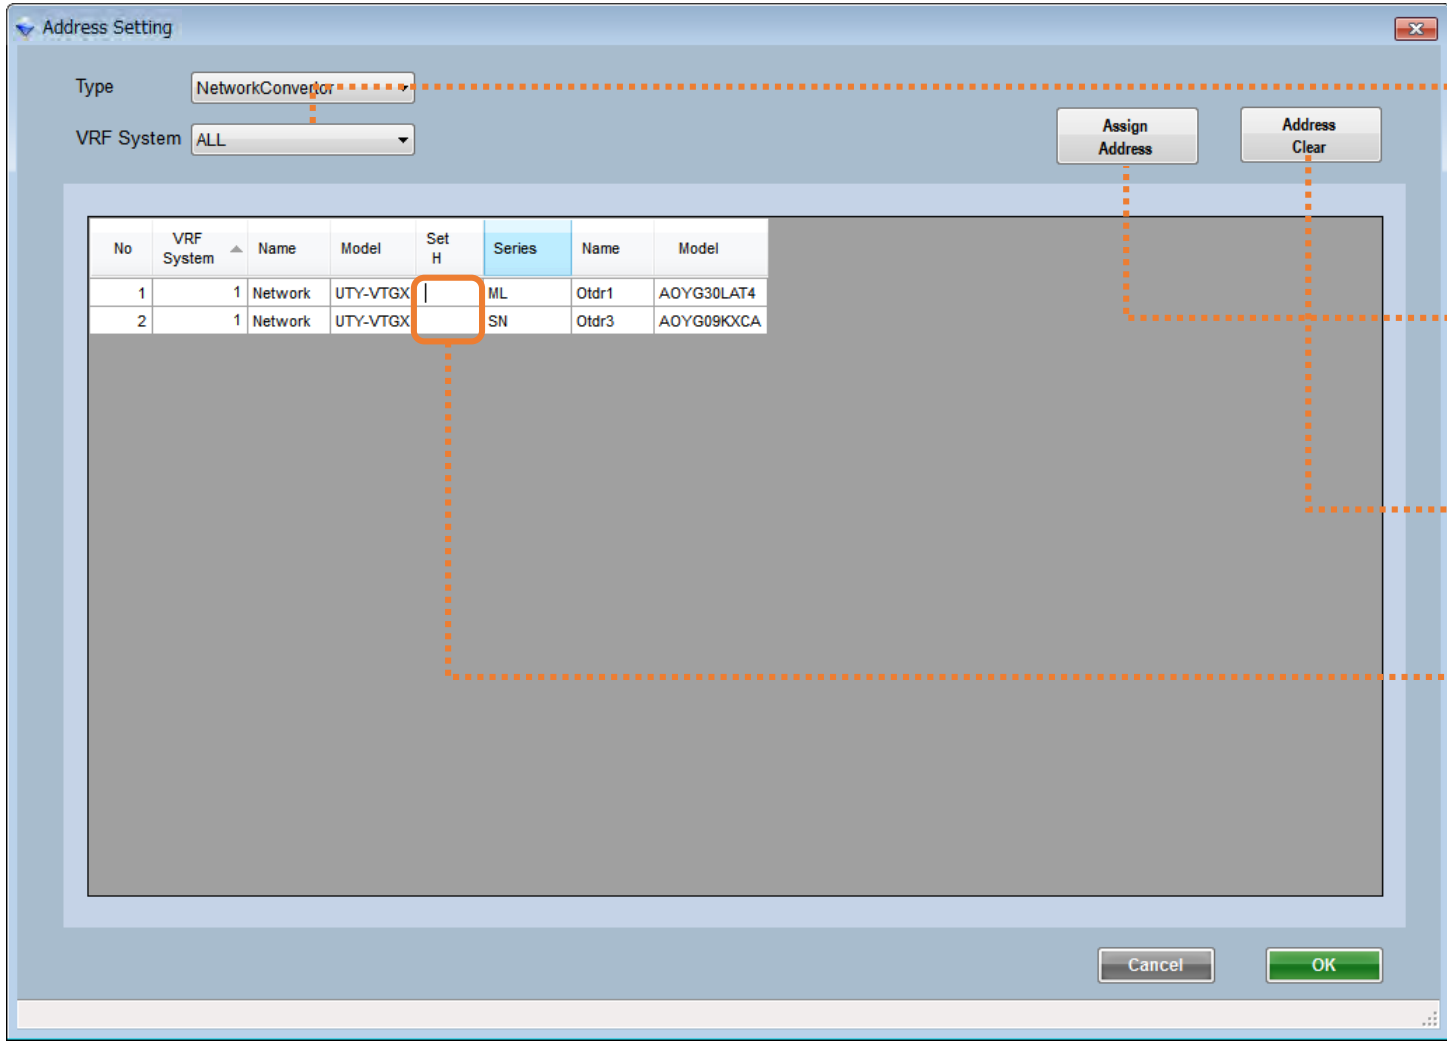 Address Setting
Type NetworkConvertor
VRF System ALL
Assign Address
Address Clear
No VRF System Name Model Set H Series Name Model
1 1 Network UTY-VTGX ML Otdr1 AOYG30LAT4
2 1 Network UTY-VTGX SN Otdr3 AOYG09KXCA
Cancel OK